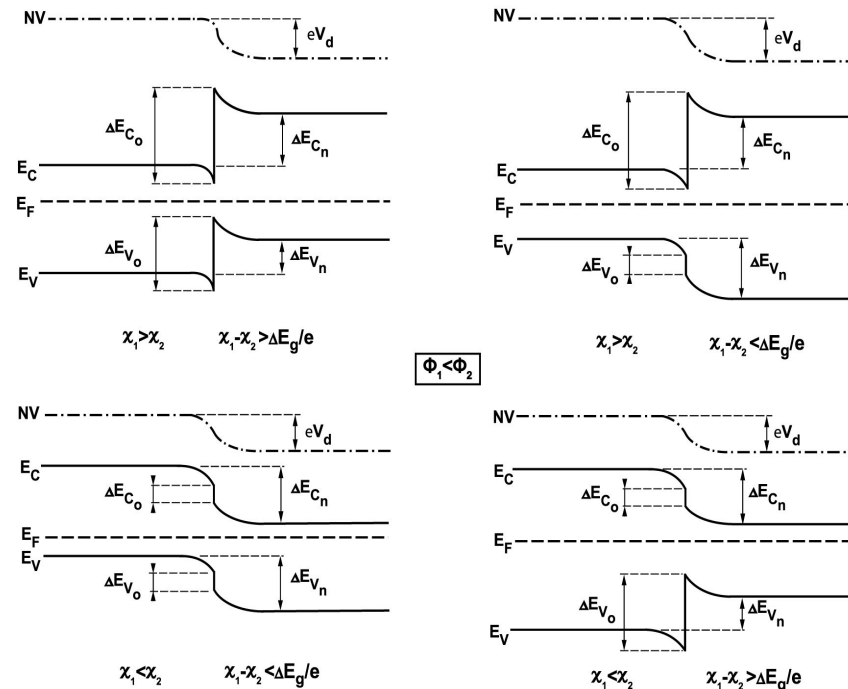 NV
eV_d
ΔE_Co
ΔE_Cn
E_C
E_F
ΔE_Vo
ΔE_Vn
E_V
χ₁>χ₂ χ₁-χ₂>ΔE_g/e
NV
eV_d
ΔE_Co
ΔE_Cn
E_C
E_F
E_V
ΔE_Vo
ΔE_Vn
χ₁>χ₂ χ₁-χ₂<ΔE_g/e
Φ₁<Φ₂
NV
eV_d
E_C
ΔE_Co
ΔE_Cn
E_F
E_V
ΔE_Vo
ΔE_Vn
χ₁<χ₂ χ₁-χ₂<ΔE_g/e
NV
eV_d
E_C
ΔE_Co
ΔE_Cn
E_F
ΔE_Vo
ΔE_Vn
E_V
χ₁<χ₂ χ₁-χ₂>ΔE_g/e